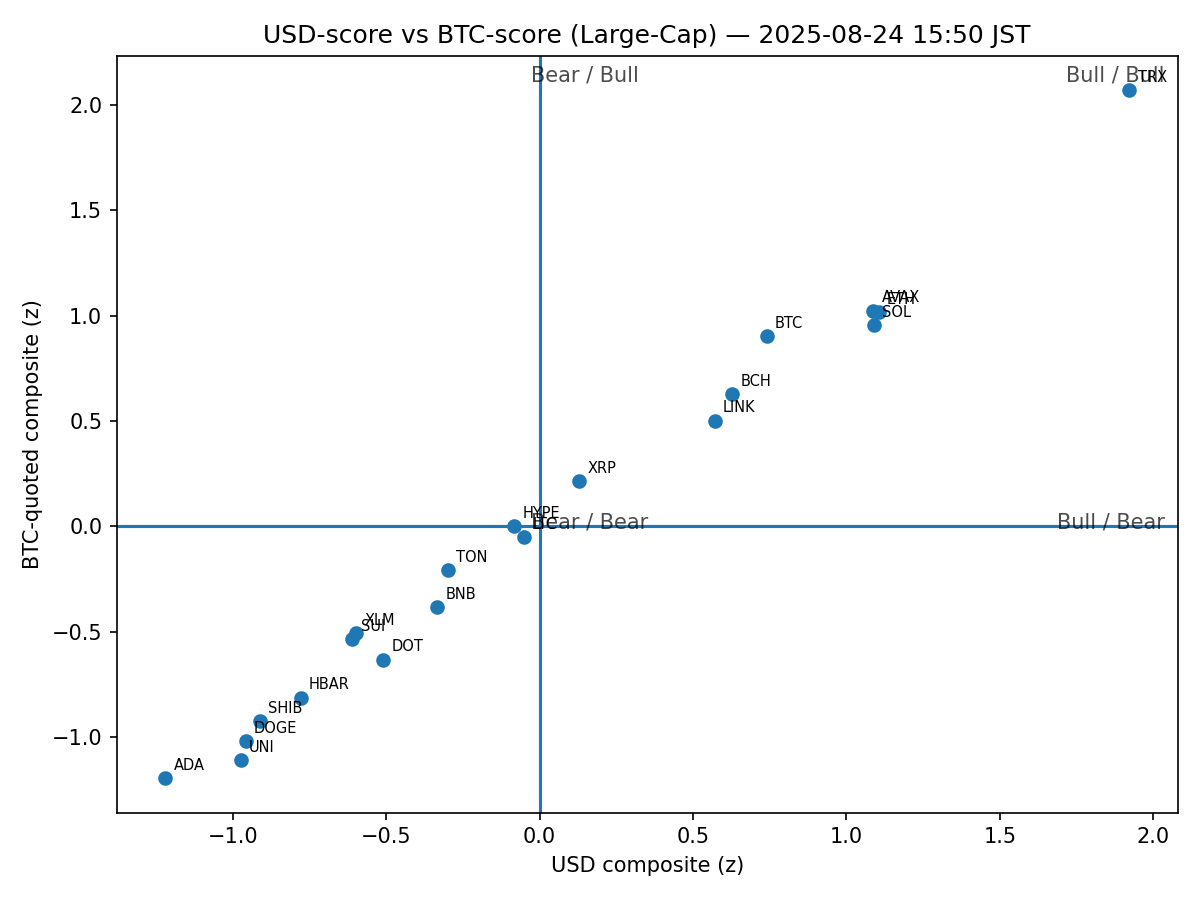 USD-score vs BTC-score (Large-Cap) — 2025-08-24 15:50 JST
Bear / Bull
Bull / Bull
TRX
2.0
1.5
AVAX
ETH
SOL
1.0
BTC
BCH
LINK
0.5
XRP
HYPE
Bear / Bear
Bull / Bear
0.0
TON
BNB
XLM
SUI
−0.5
DOT
HBAR
SHIB
DOGE
−1.0
UNI
ADA
BTC-quoted composite (z)
−1.0
−0.5
0.0
0.5
1.0
1.5
2.0
USD composite (z)